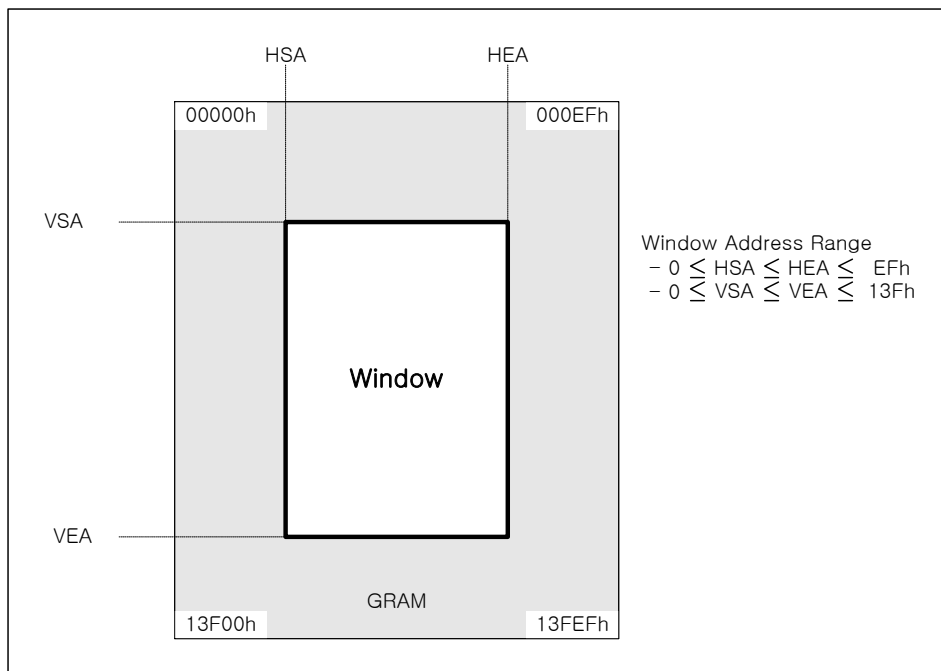 HSA HEA
00000h 000EFh
VSA
Window Address Range
- 0 ≤ HSA ≤ HEA ≤ EFh
- 0 ≤ VSA ≤ VEA ≤ 13Fh
Window
VEA
GRAM
13F00h 13FEFh